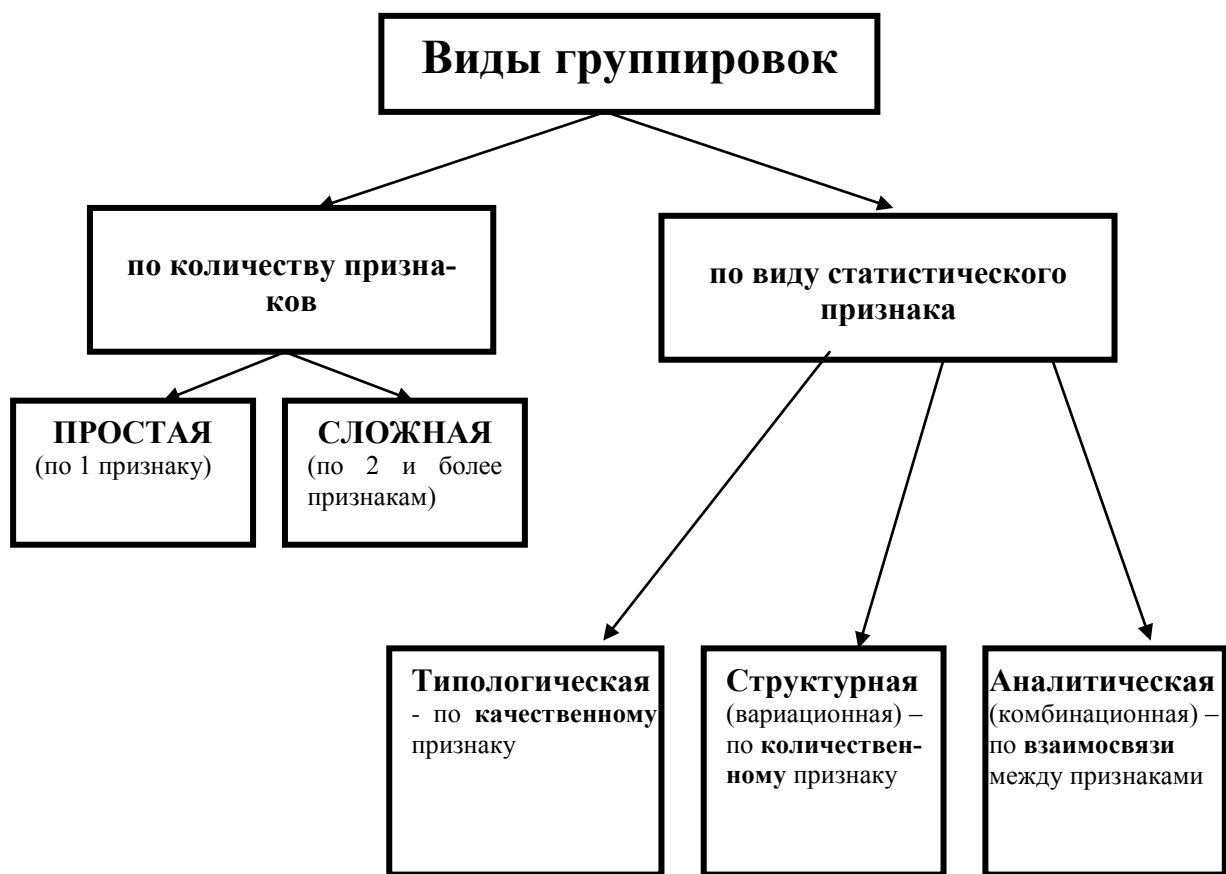 Виды группировок
по количеству призна-
ков
по виду статистического
признака
ПРОСТАЯ
(по 1 признаку)
СЛОЖНАЯ
(по 2 и более
признакам)
Типологическая
- по качественному
признаку
Структурная
(вариационная) –
по количествен-
ному признаку
Аналитическая
(комбинационная) –
по взаимосвязи
между признаками